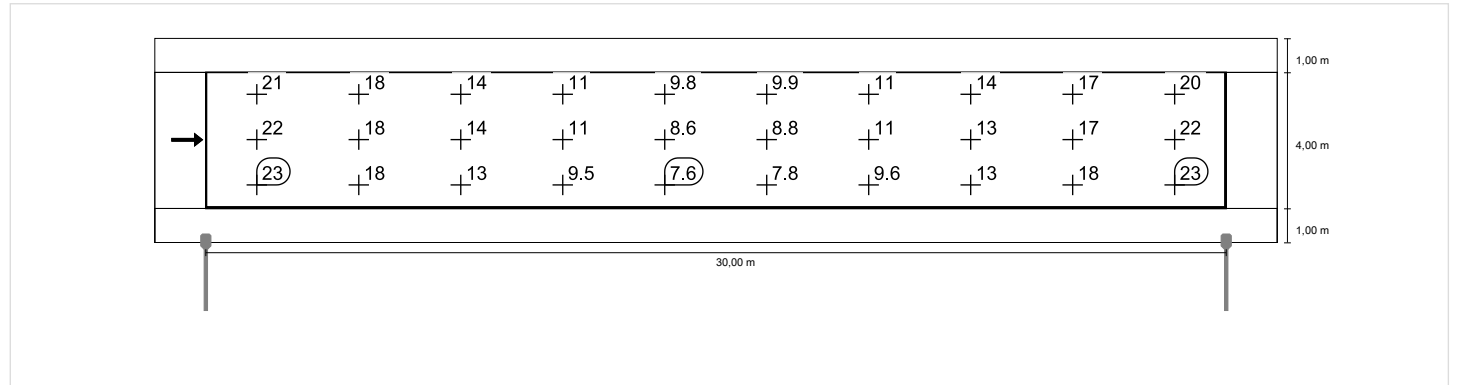 21 18 14 11 9.8 9.9 11 14 17 20
22 18 14 11 8.6 8.8 11 13 17 22
23 18 13 9.5 7.6 7.8 9.6 13 18 23
1,00 m
4,00 m
1,00 m
30,00 m